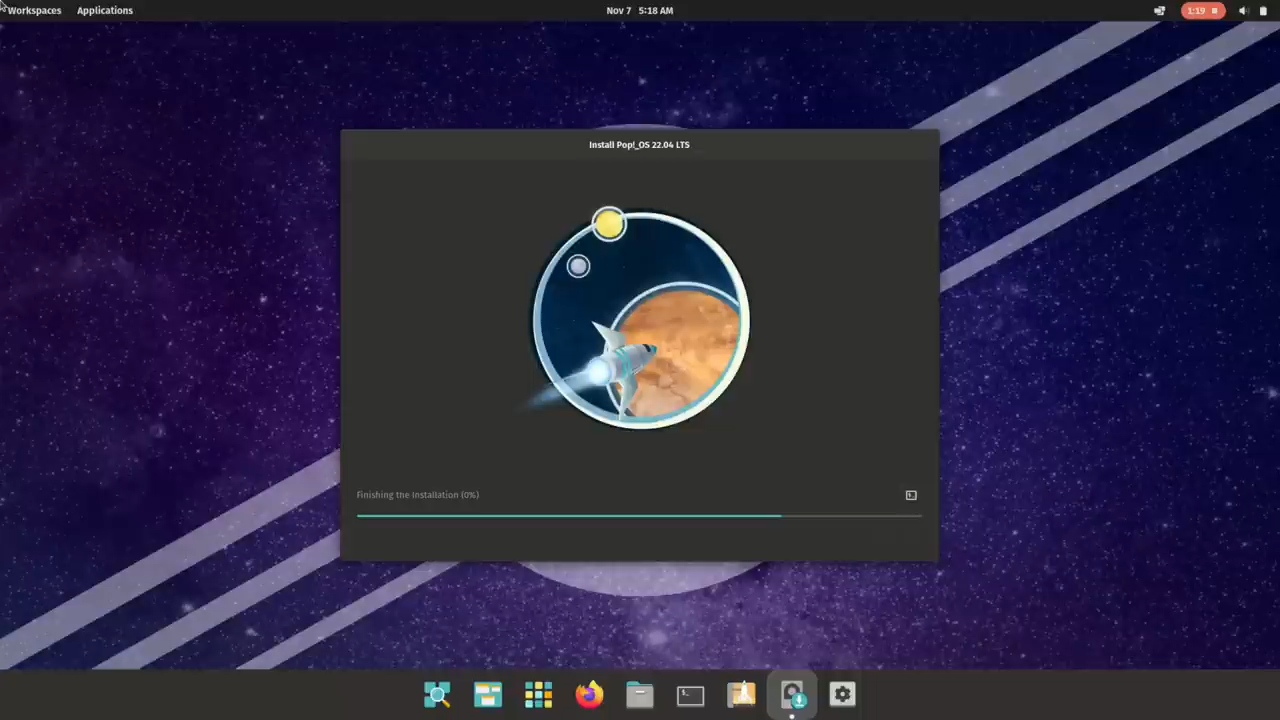 Workspaces Applications Nov 7 5:18 AM 1:19
Install Pop!_OS 22.04 LTS
Finishing the Installation (0%)